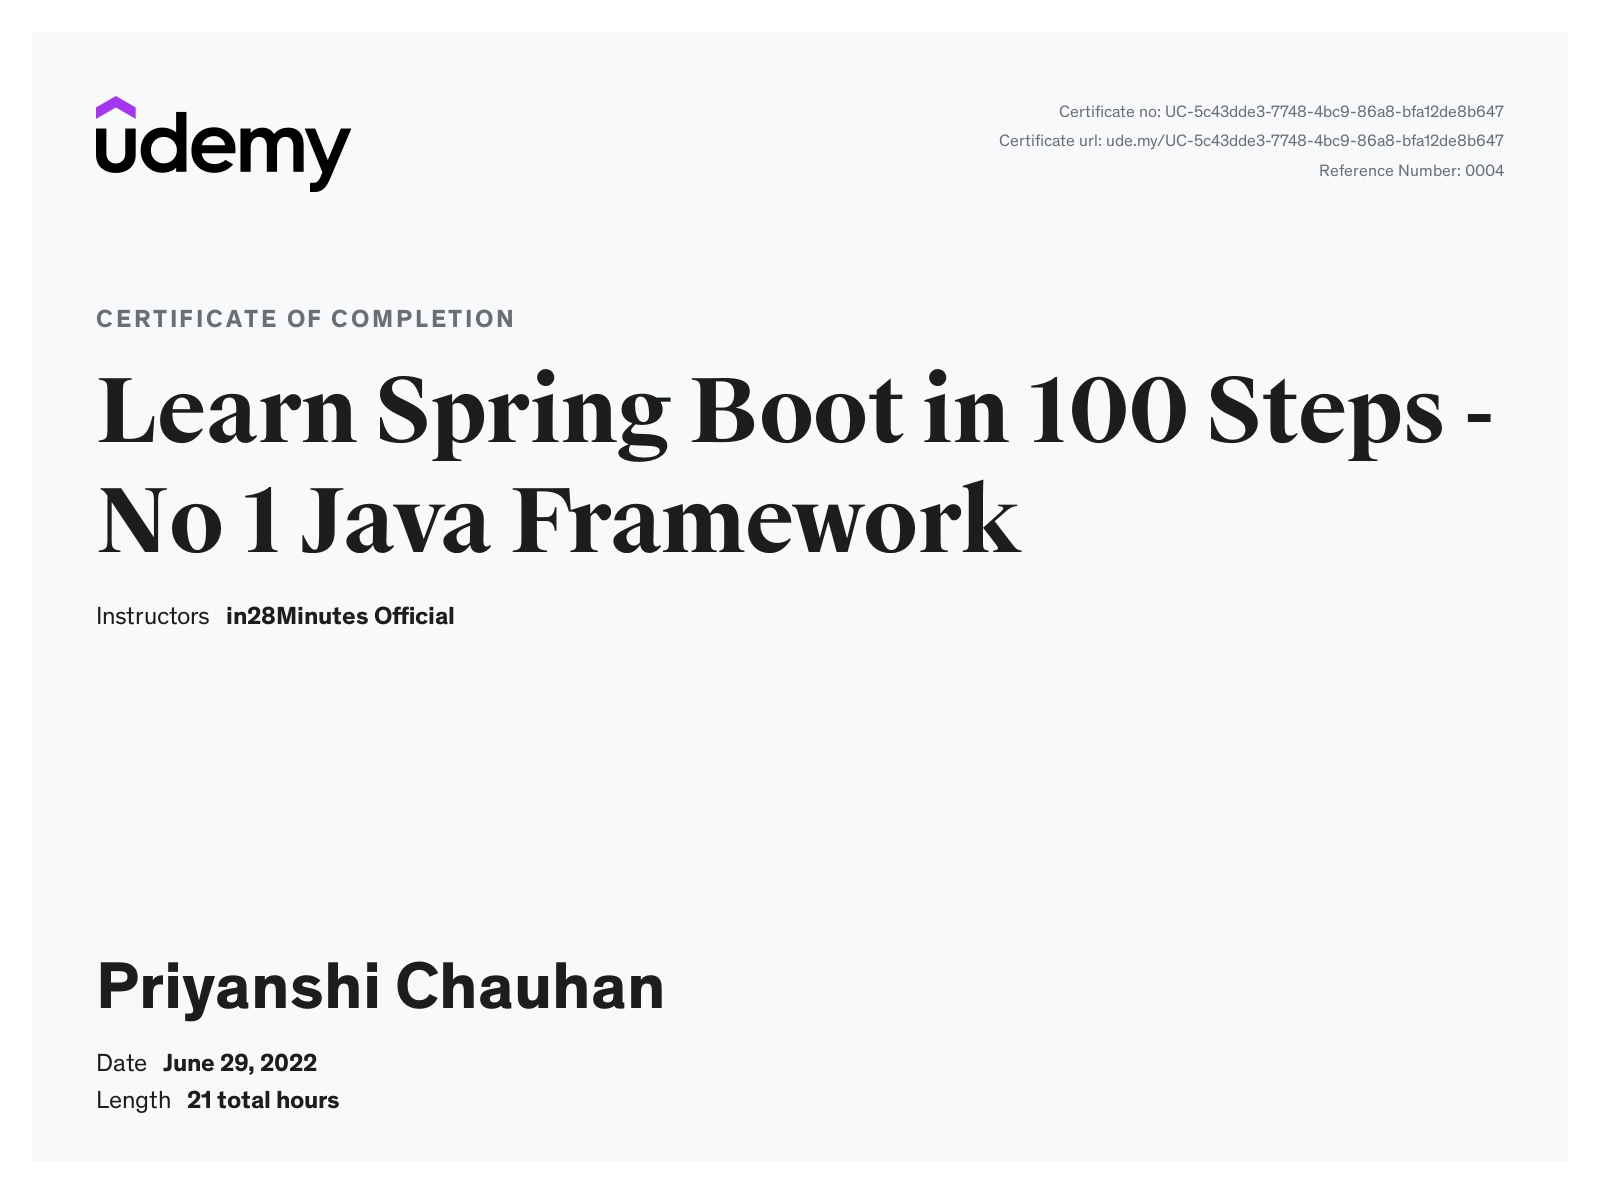 udemy
Certificate no: UC-5c43dde3-7748-4bc9-86a8-bfa12de8b647
Certificate url: ude.my/UC-5c43dde3-7748-4bc9-86a8-bfa12de8b647
Reference Number: 0004
CERTIFICATE OF COMPLETION
Learn Spring Boot in 100 Steps -
No 1 Java Framework
Instructors in28Minutes Official
Priyanshi Chauhan
Date June 29, 2022
Length 21 total hours